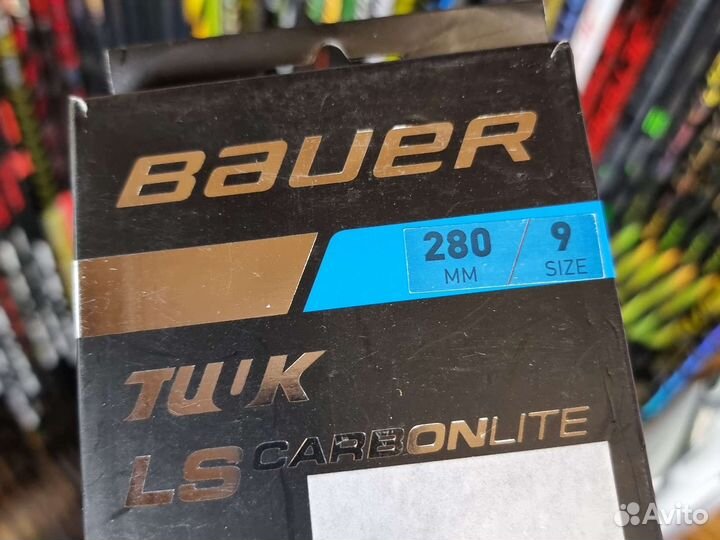 BAUER
280 / 9
MM SIZE
TUUK
LS CARBONLITE
Avito